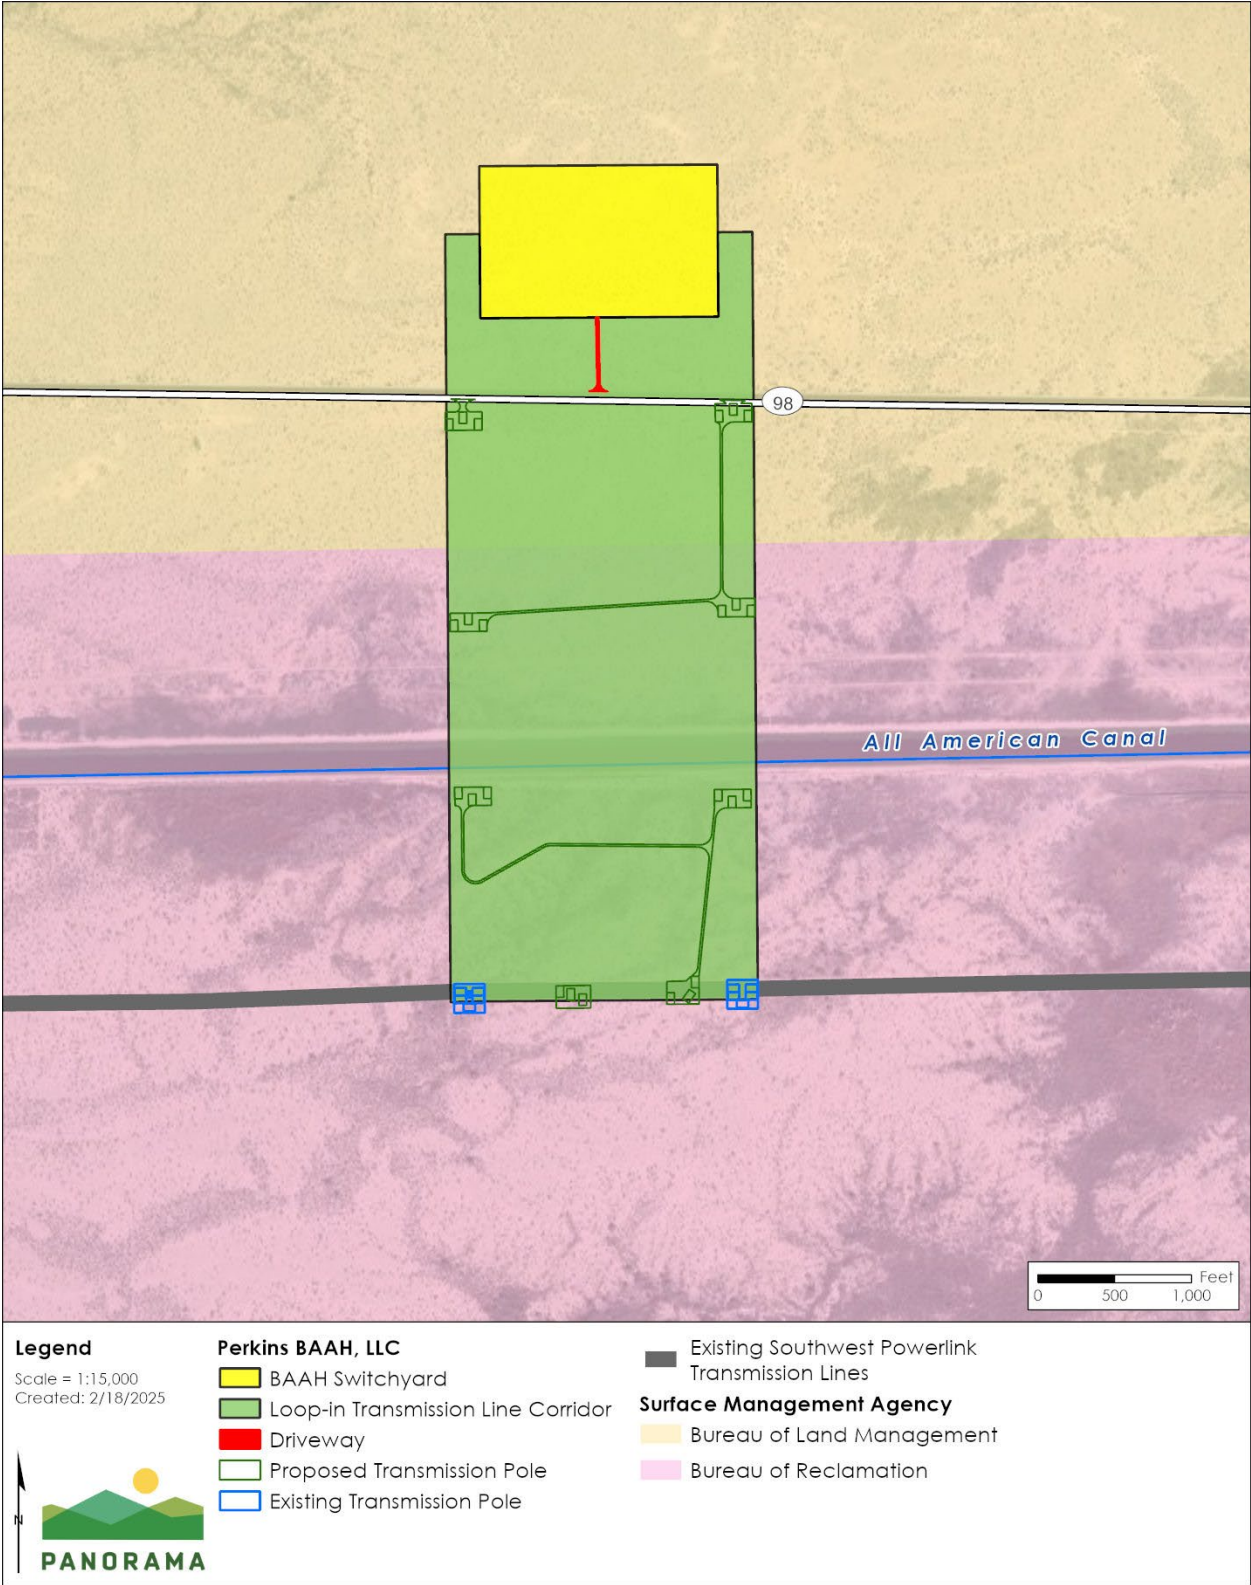 98
All American Canal
Feet
0 500 1,000
Legend
Scale = 1:15,000
Created: 2/18/2025
N
PANORAMA
Perkins BAAH, LLC
BAAH Switchyard
Loop-in Transmission Line Corridor
Driveway
Proposed Transmission Pole
Existing Transmission Pole
Existing Southwest Powerlink
Transmission Lines
Surface Management Agency
Bureau of Land Management
Bureau of Reclamation